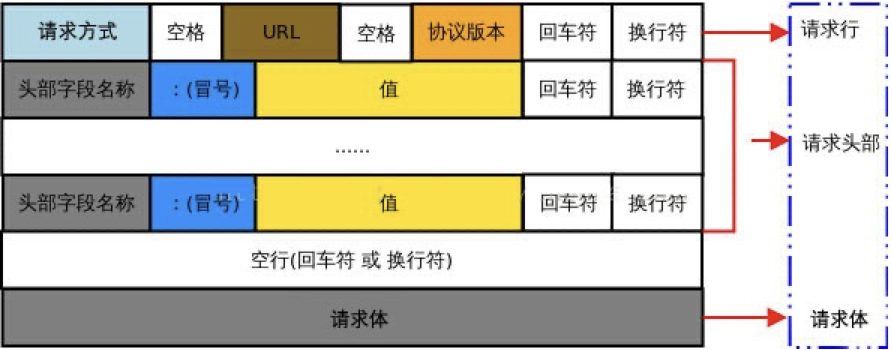 请求方式 空格 URL 空格 协议版本 回车符 换行符 请求行
头部字段名称 :(冒号) 值 回车符 换行符
...... 请求头部
头部字段名称 :(冒号) 值 回车符 换行符
空行(回车符 或 换行符)
请求体 请求体